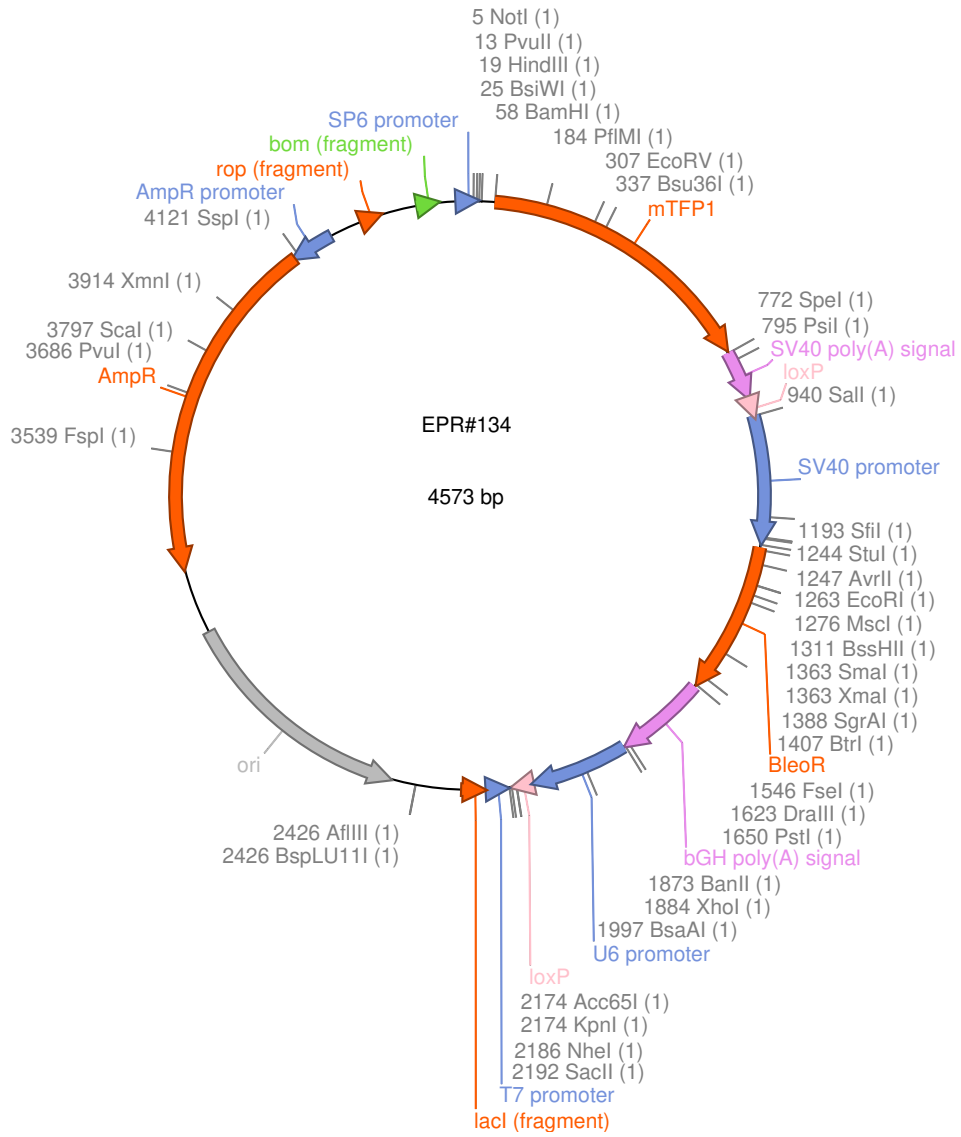 5 NotI (1)
13 PvuII (1)
19 HindIII (1)
25 BsiWI (1)
58 BamHI (1)
184 PflMI (1)
307 EcoRV (1)
337 Bsu36I (1)
mTFP1
772 SpeI (1)
795 PsiI (1)
SV40 poly(A) signal
loxP
940 SalI (1)
SV40 promoter
1193 SfiI (1)
1244 StuI (1)
1247 AvrII (1)
1263 EcoRI (1)
1276 MscI (1)
1311 BssHII (1)
1363 SmaI (1)
1363 XmaI (1)
1388 SgrAI (1)
1407 BtrI (1)
BleoR
1546 FseI (1)
1623 DraIII (1)
1650 PstI (1)
bGH poly(A) signal
1873 BanII (1)
1884 XhoI (1)
1997 BsaAI (1)
U6 promoter
loxP
2174 Acc65I (1)
2174 KpnI (1)
2186 NheI (1)
2192 SacII (1)
T7 promoter
lacI (fragment)
2426 AflIII (1)
2426 BspLU11I (1)
ori
3539 FspI (1)
AmpR
3686 PvuI (1)
3797 ScaI (1)
3914 XmnI (1)
4121 SspI (1)
AmpR promoter
rop (fragment)
bom (fragment)
SP6 promoter
EPR#134
4573 bp